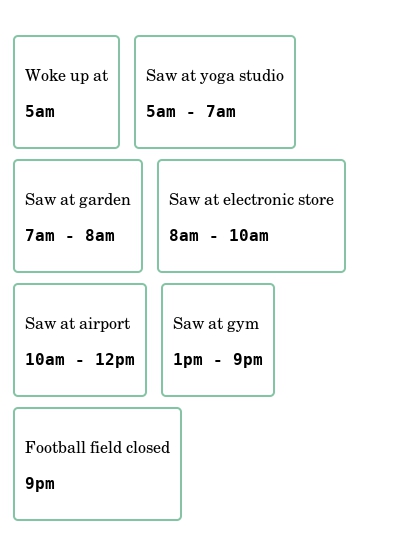 Woke up at
5am
Saw at yoga studio
5am - 7am
Saw at garden
7am - 8am
Saw at electronic store
8am - 10am
Saw at airport
10am - 12pm
Saw at gym
1pm - 9pm
Football field closed
9pm